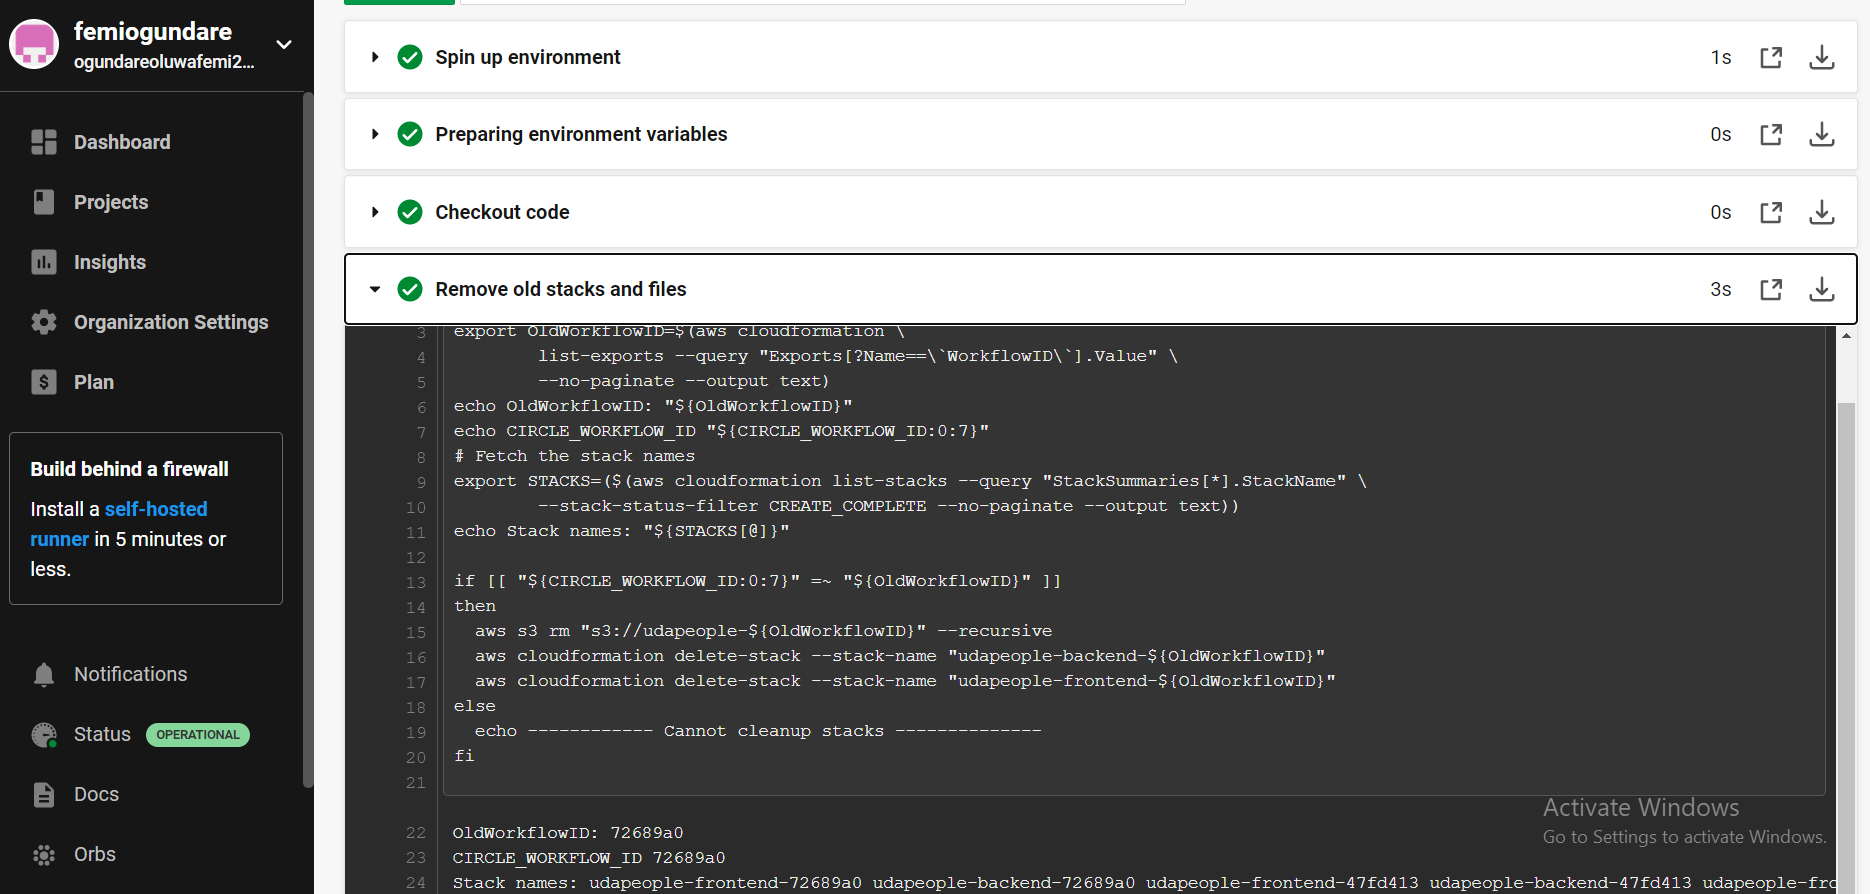 femiogundare
ogundareoluwafemi2...
Dashboard
Projects
Insights
Organization Settings
Plan
Build behind a firewall
Install a self-hosted
runner in 5 minutes or
less.
Notifications
Status OPERATIONAL
Docs
Orbs
Spin up environment 1s
Preparing environment variables 0s
Checkout code 0s
Remove old stacks and files 3s
3 export OldWorkflowID=$(aws cloudformation \
4 list-exports --query "Exports[?Name==\`WorkflowID\`].Value" \
5 --no-paginate --output text)
6 echo OldWorkflowID: "${OldWorkflowID}"
7 echo CIRCLE_WORKFLOW_ID "${CIRCLE_WORKFLOW_ID:0:7}"
8 # Fetch the stack names
9 export STACKS=($(aws cloudformation list-stacks --query "StackSummaries[*].StackName" \
10 --stack-status-filter CREATE_COMPLETE --no-paginate --output text))
11 echo Stack names: "${STACKS[@]}"
12
13 if [[ "${CIRCLE_WORKFLOW_ID:0:7}" =~ "${OldWorkflowID}" ]]
14 then
15 aws s3 rm "s3://udapeople-${OldWorkflowID}" --recursive
16 aws cloudformation delete-stack --stack-name "udapeople-backend-${OldWorkflowID}"
17 aws cloudformation delete-stack --stack-name "udapeople-frontend-${OldWorkflowID}"
18 else
19 echo ------------ Cannot cleanup stacks --------------
20 fi
21
22 OldWorkflowID: 72689a0
23 CIRCLE_WORKFLOW_ID 72689a0
24 Stack names: udapeople-frontend-72689a0 udapeople-backend-72689a0 udapeople-frontend-47fd413 udapeople-backend-47fd413 udapeople-fro
Activate Windows
Go to Settings to activate Windows.